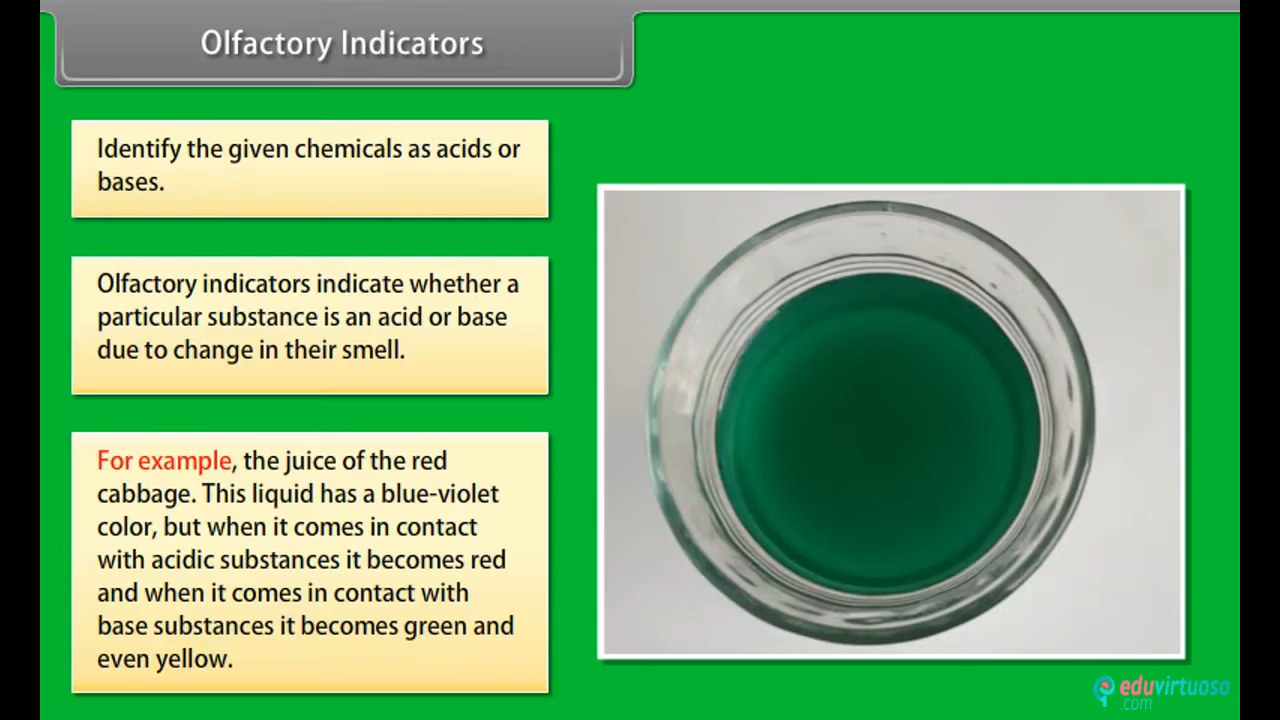 Olfactory Indicators
Identify the given chemicals as acids or
bases.
Olfactory indicators indicate whether a
particular substance is an acid or base
due to change in their smell.
For example, the juice of the red
cabbage. This liquid has a blue-violet
color, but when it comes in contact
with acidic substances it becomes red
and when it comes in contact with
base substances it becomes green and
even yellow.
eduvirtuoso
.com